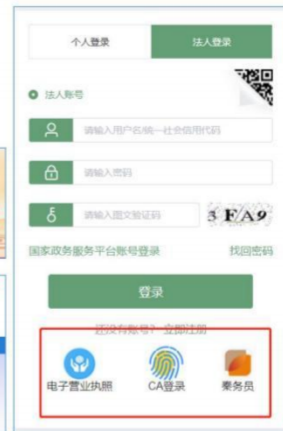 个人登录 法人登录
法人账号
请输入用户名/统一社会信用代码
请输入密码
请输入图文验证码 3 F/A9
国家政务服务平台账号登录 找回密码
登录
还没有账号？ 立即注册
电子营业执照 CA登录 秦务员